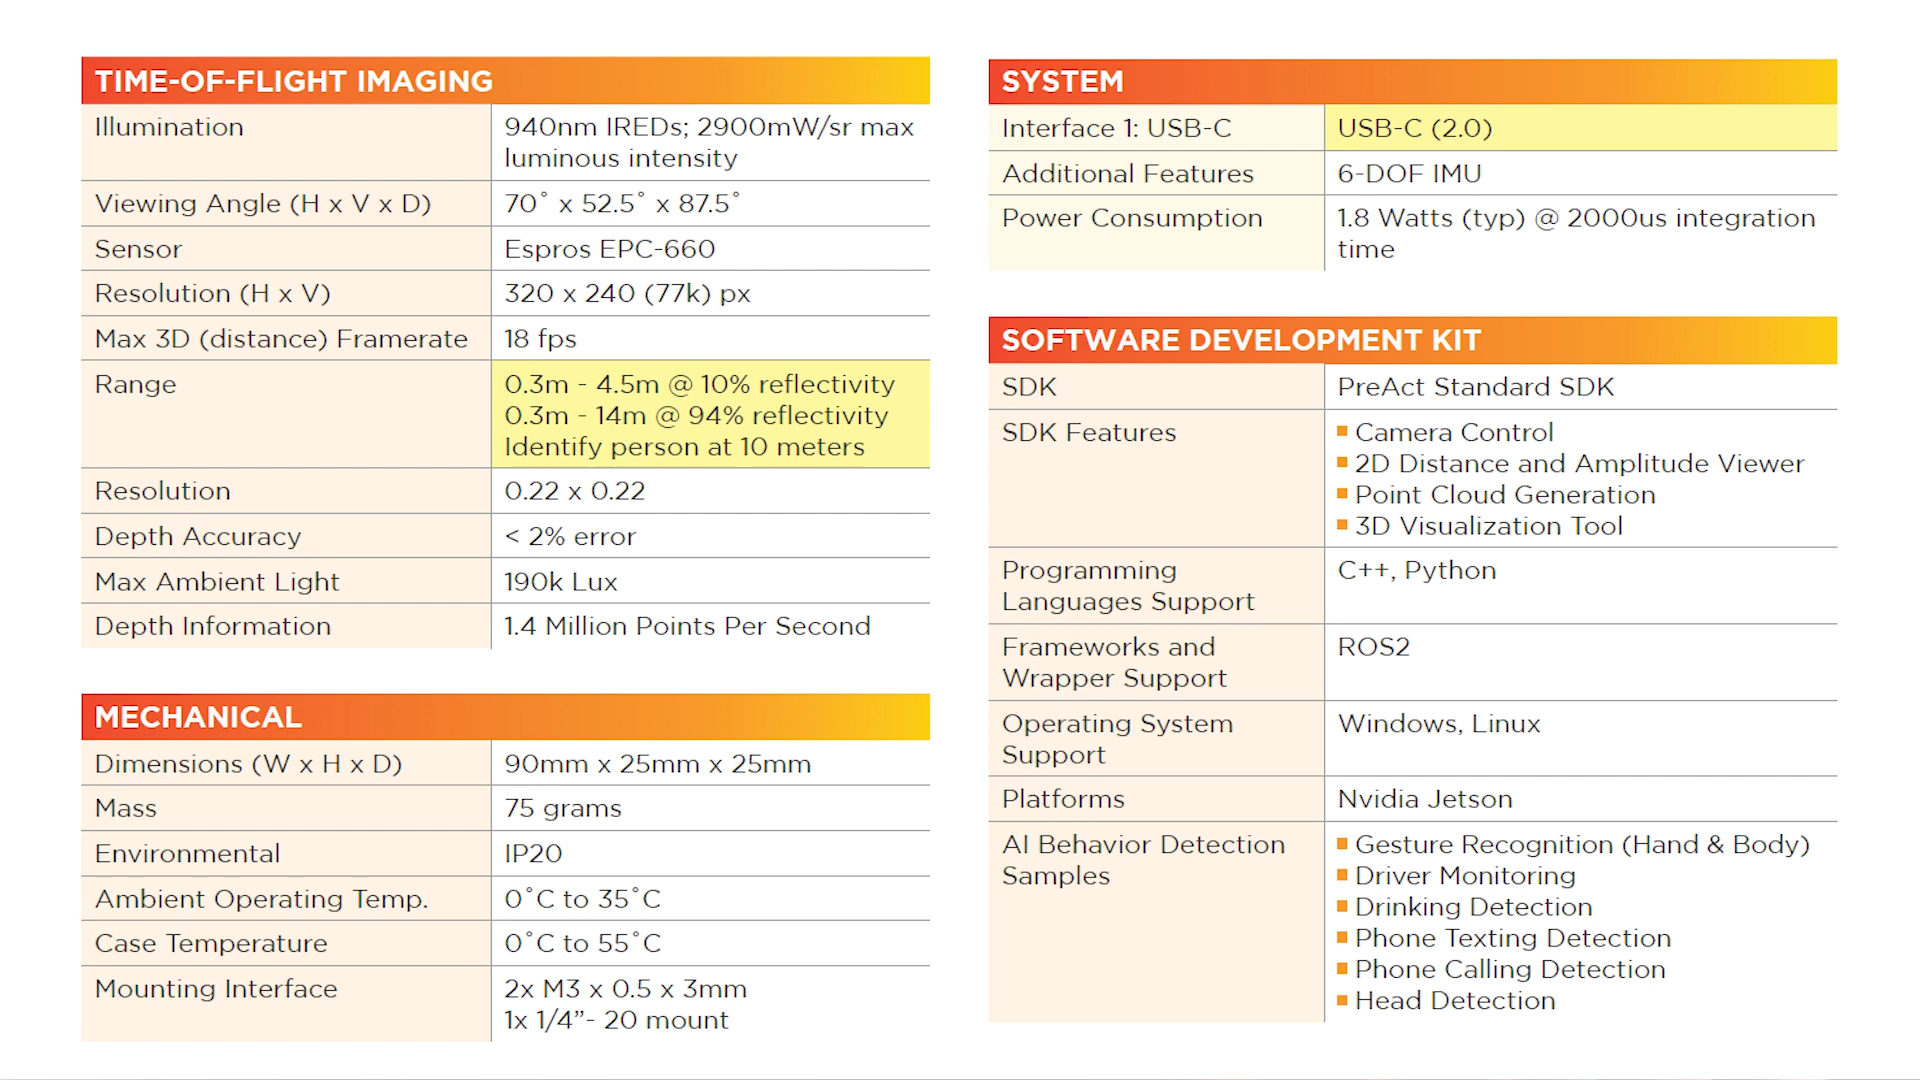 TIME-OF-FLIGHT IMAGING
Illumination
940nm IREDs; 2900mW/sr max
luminous intensity
Viewing Angle (H x V x D)
70˚ x 52.5˚ x 87.5˚
Sensor
Espros EPC-660
Resolution (H x V)
320 x 240 (77k) px
Max 3D (distance) Framerate
18 fps
Range
0.3m - 4.5m @ 10% reflectivity
0.3m - 14m @ 94% reflectivity
Identify person at 10 meters
Resolution
0.22 x 0.22
Depth Accuracy
< 2% error
Max Ambient Light
190k Lux
Depth Information
1.4 Million Points Per Second
MECHANICAL
Dimensions (W x H x D)
90mm x 25mm x 25mm
Mass
75 grams
Environmental
IP20
Ambient Operating Temp.
0˚C to 35˚C
Case Temperature
0˚C to 55˚C
Mounting Interface
2x M3 x 0.5 x 3mm
1x 1/4”- 20 mount
SYSTEM
Interface 1: USB-C
USB-C (2.0)
Additional Features
6-DOF IMU
Power Consumption
1.8 Watts (typ) @ 2000us integration
time
SOFTWARE DEVELOPMENT KIT
SDK
PreAct Standard SDK
SDK Features
Camera Control
2D Distance and Amplitude Viewer
Point Cloud Generation
3D Visualization Tool
Programming
Languages Support
C++, Python
Frameworks and
Wrapper Support
ROS2
Operating System
Support
Windows, Linux
Platforms
Nvidia Jetson
AI Behavior Detection
Samples
Gesture Recognition (Hand & Body)
Driver Monitoring
Drinking Detection
Phone Texting Detection
Phone Calling Detection
Head Detection